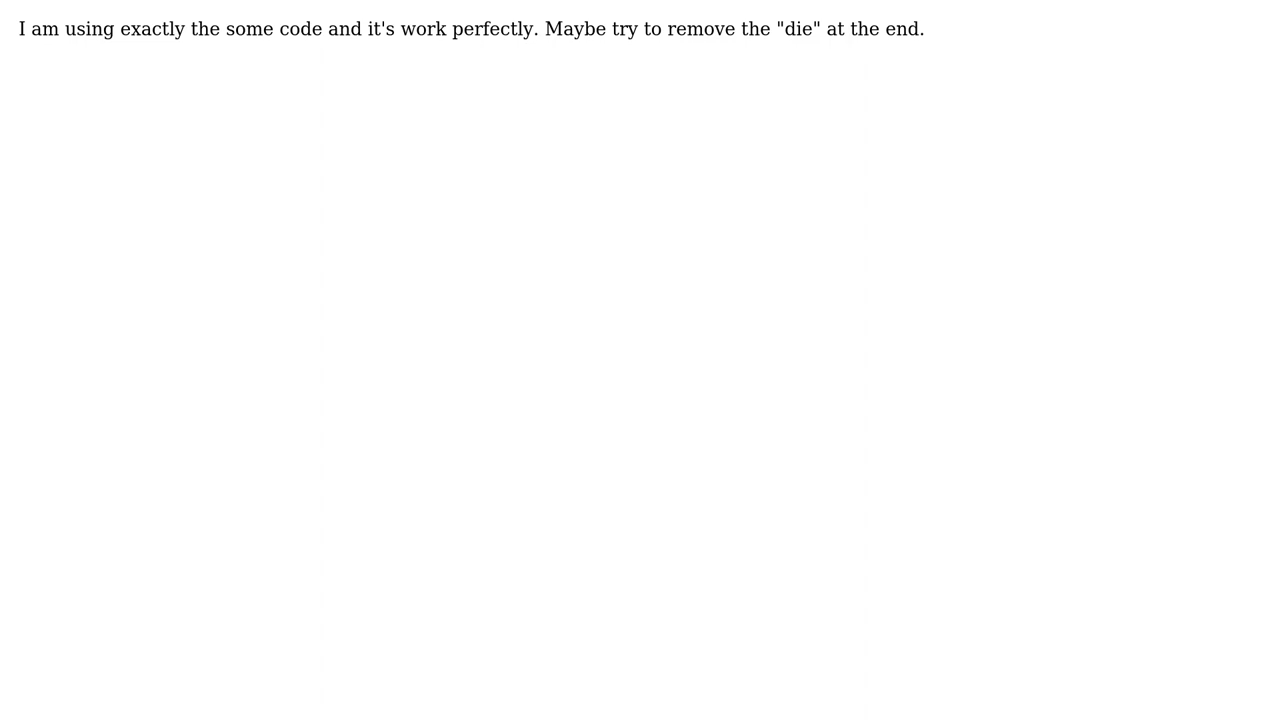 I am using exactly the some code and it's work perfectly. Maybe try to remove the "die" at the end.